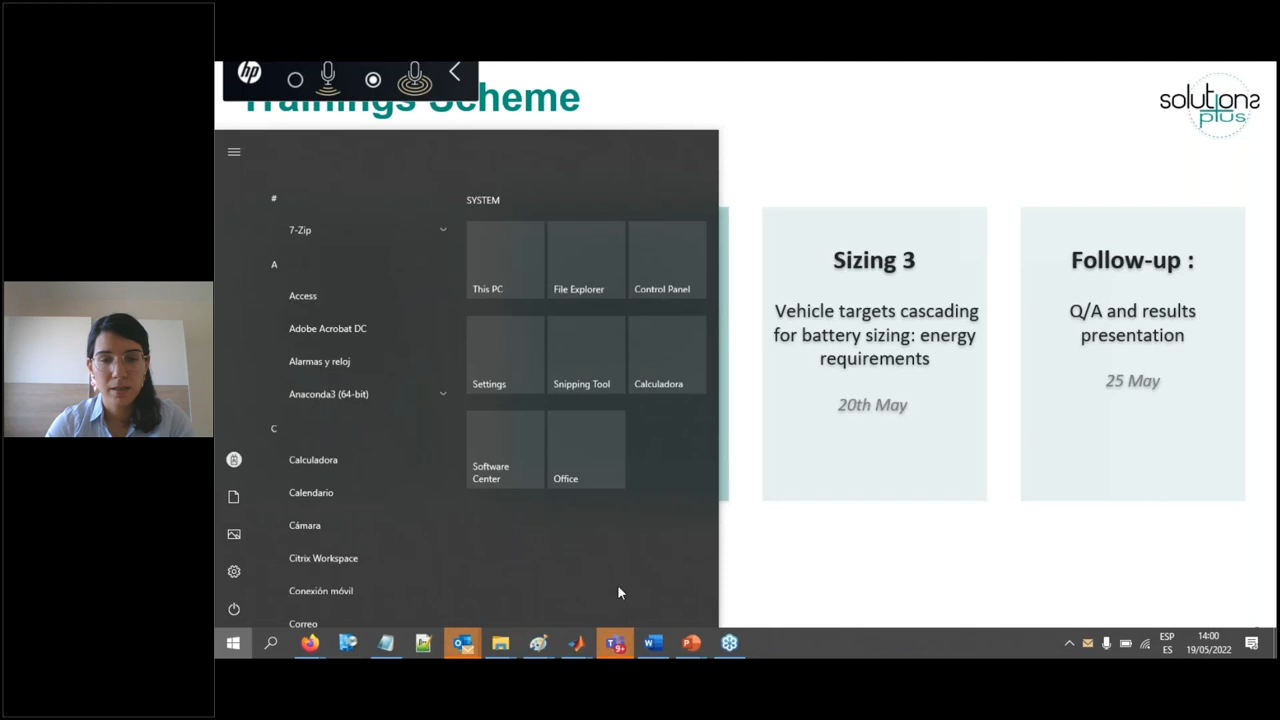 hp
Trainings Scheme
solutions
plus
#
7-Zip
A
Access
Adobe Acrobat DC
Alarmas y reloj
Anaconda3 (64-bit)
C
Calculadora
Calendario
Cámara
Citrix Workspace
Conexión móvil
Correo
SYSTEM
This PC
File Explorer
Control Panel
Settings
Snipping Tool
Calculadora
Software
Center
Office
Sizing 3
Vehicle targets cascading
for battery sizing: energy
requirements
20th May
Follow-up :
Q/A and results
presentation
25 May
9+
ESP
ES
14:00
19/05/2022